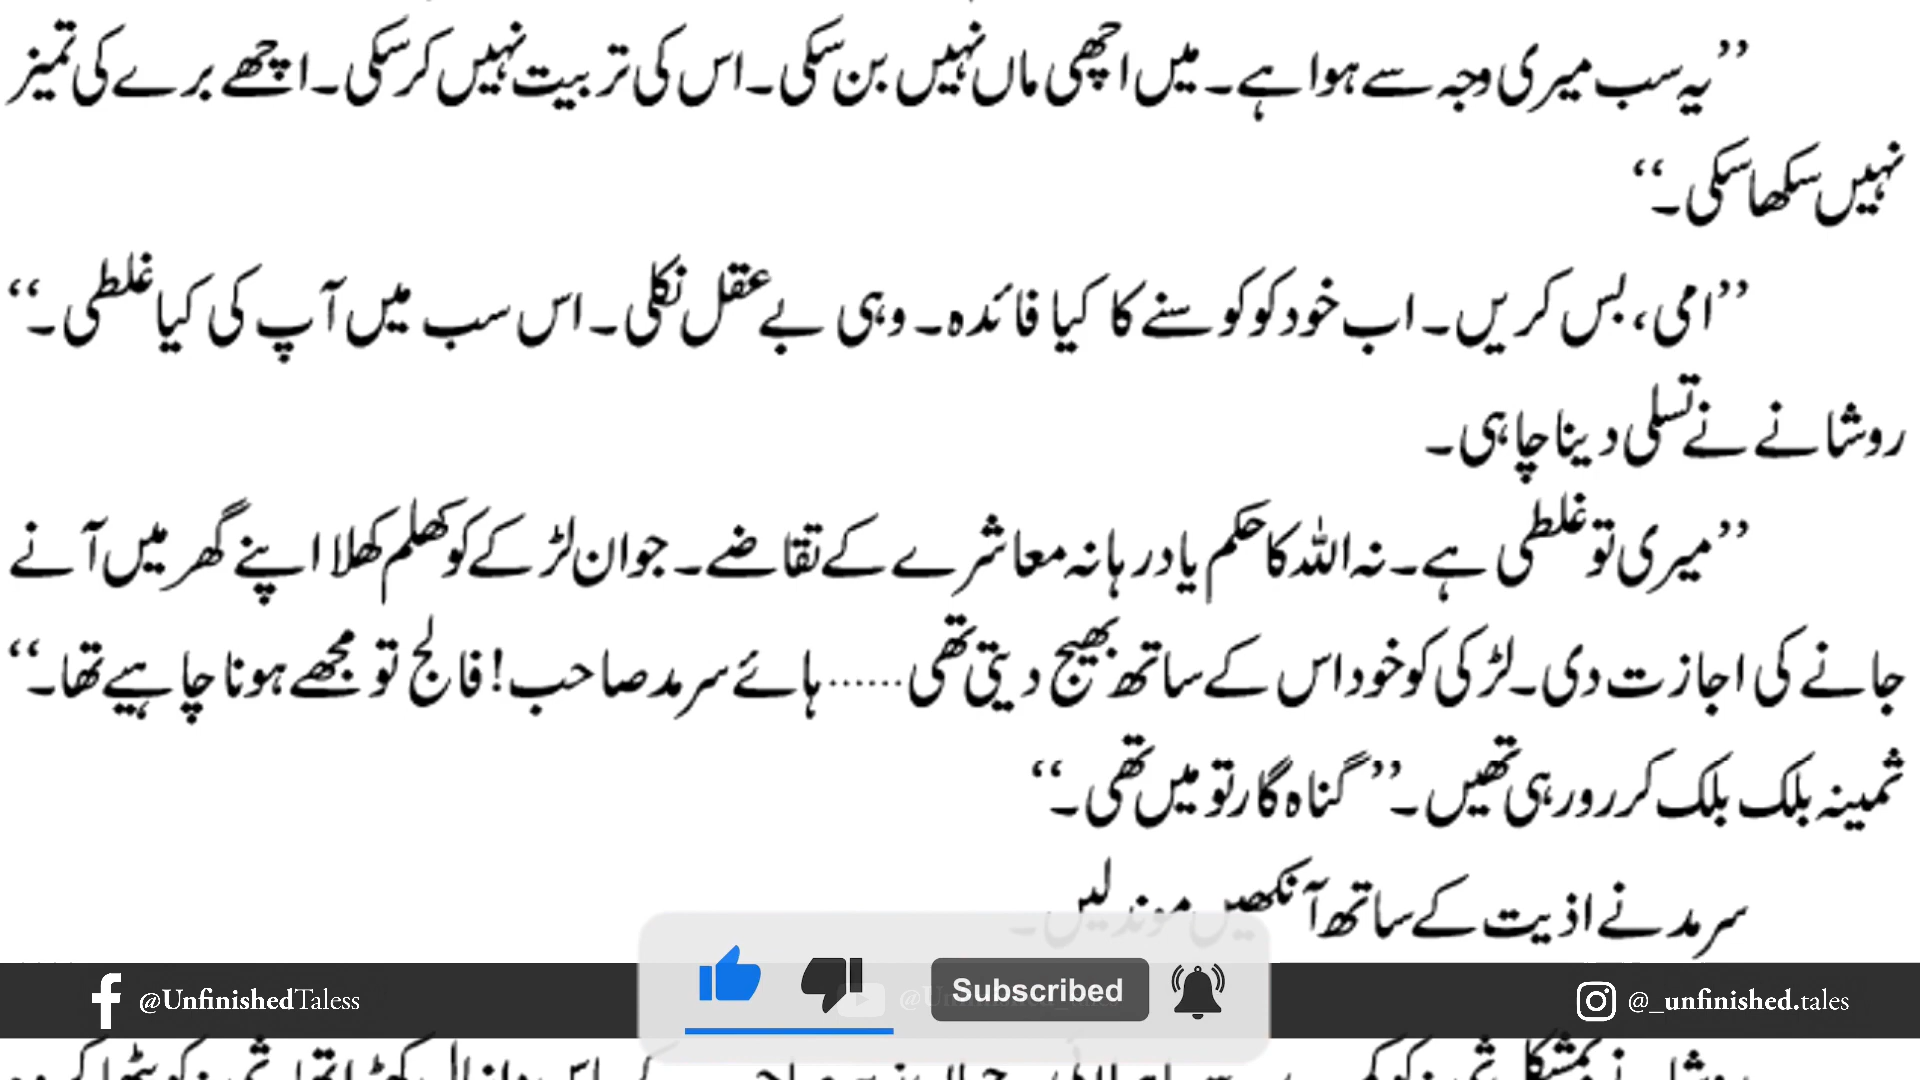 ”یہ سب میری وجہ سے ہوا ہے۔ میں اچھی ماں نہیں بن سکی۔ اس کی تربیت نہیں کر سکی۔ اچھے برے کی تمیز
نہیں سکھا سکی۔“
”امی، بس کریں۔ اب خود کو کوسنے کا کیا فائدہ۔ وہی بے عقل نکلی۔ اس سب میں آپ کی کیا غلطی۔“
روشانے نے تسلی دینا چاہی۔
”میری تو غلطی ہے۔ نہ اللہ کا حکم یاد رہا نہ معاشرے کے تقاضے۔ جوان لڑکے کو کھلم کھلا اپنے گھر میں آنے
جانے کی اجازت دی۔ لڑکی کو خود اس کے ساتھ بھیج دیتی تھی...... ہائے سرمد صاحب! فالج تو مجھے ہونا چاہیے تھا۔“
ثمینہ بلک بلک کر رو رہی تھیں۔ ”گناہ گار تو میں تھی۔“
سرمد نے اذیت کے ساتھ آنکھیں موند لیں۔
@UnfinishedTaless
Subscribed
@_unfinished.tales